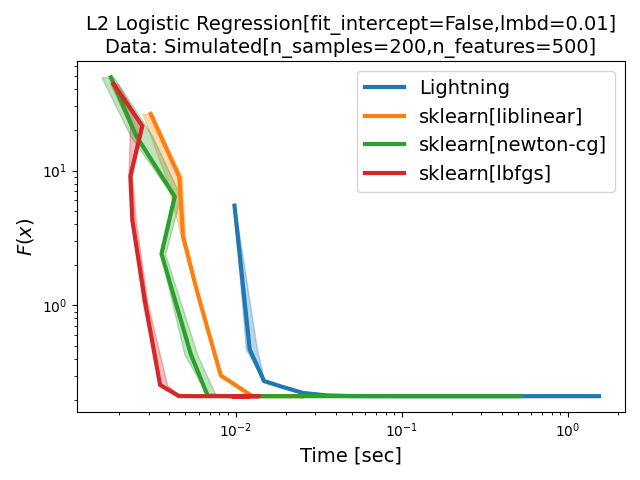 L2 Logistic Regression[fit_intercept=False,lmbd=0.01]
Data: Simulated[n_samples=200,n_features=500]
Lightning
sklearn[liblinear]
sklearn[newton-cg]
sklearn[lbfgs]
10¹
10⁰
F(x)
10⁻²
10⁻¹
10⁰
Time [sec]